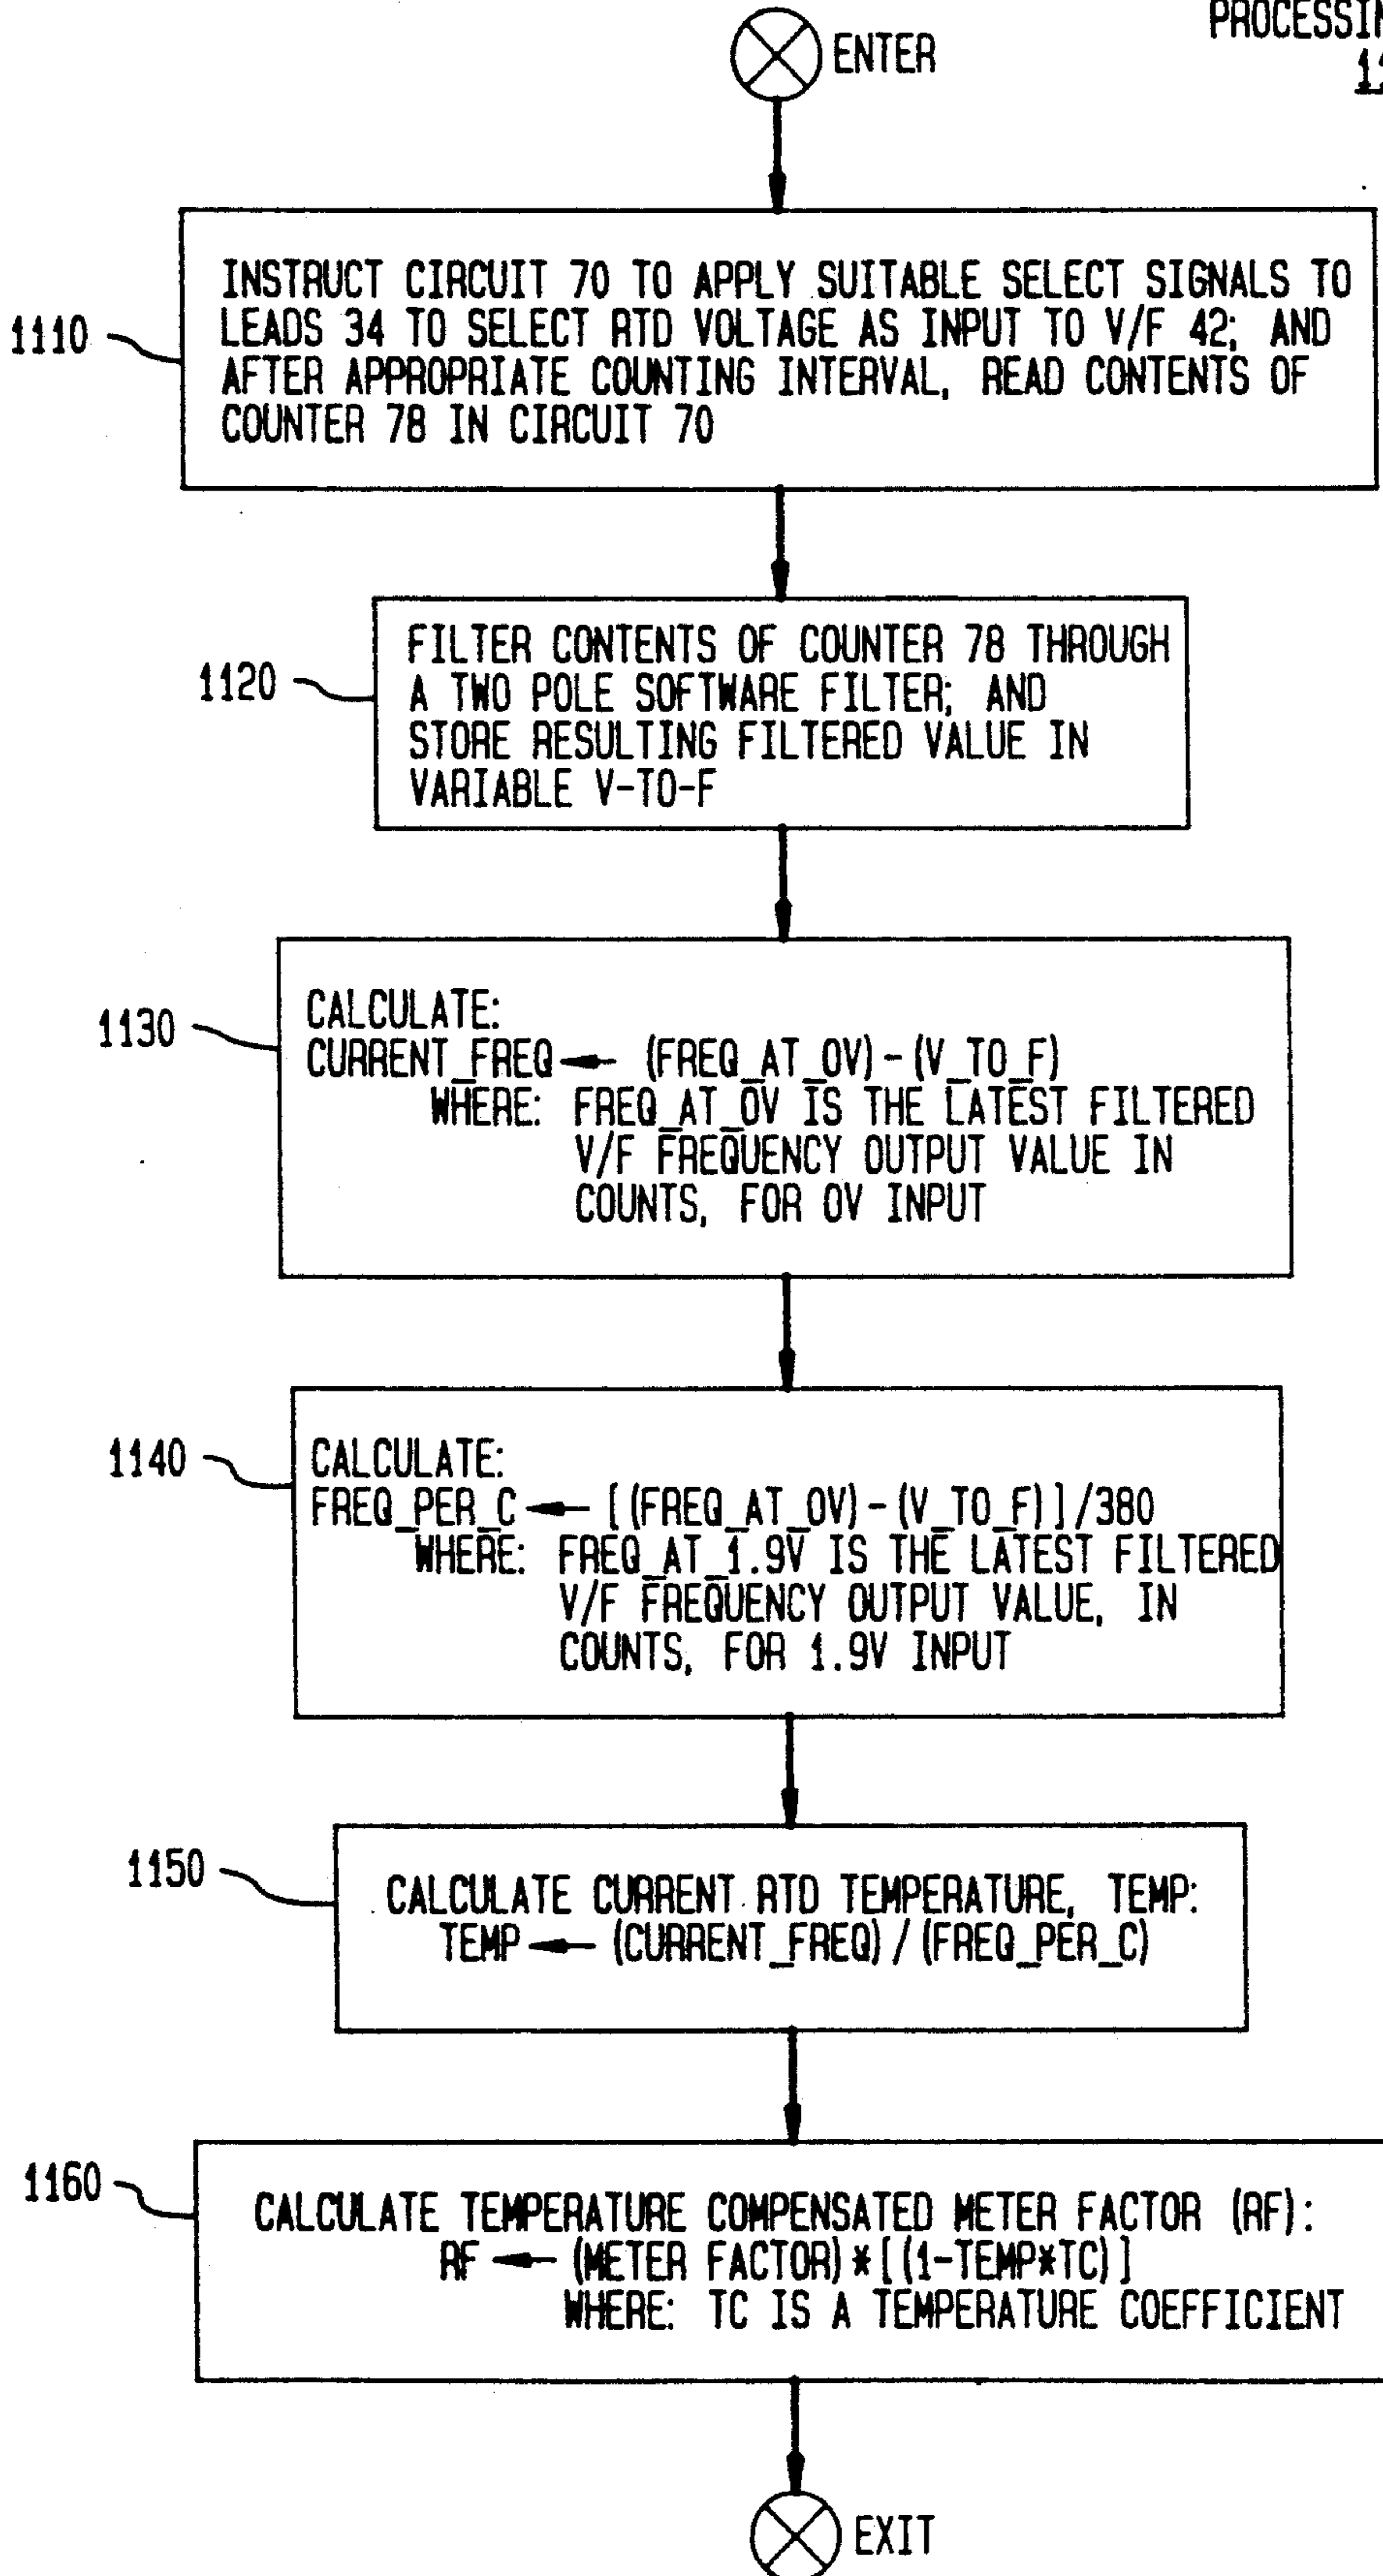 ENTER
1110
INSTRUCT CIRCUIT 70 TO APPLY SUITABLE SELECT SIGNALS TO
LEADS 34 TO SELECT RTD VOLTAGE AS INPUT TO V/F 42; AND
AFTER APPROPRIATE COUNTING INTERVAL, READ CONTENTS OF
COUNTER 78 IN CIRCUIT 70
1120
FILTER CONTENTS OF COUNTER 78 THROUGH
A TWO POLE SOFTWARE FILTER; AND
STORE RESULTING FILTERED VALUE IN
VARIABLE V-TO-F
1130
CALCULATE:
CURRENT_FREQ ← (FREQ_AT_0V) - (V_TO_F)
WHERE: FREQ_AT_0V IS THE LATEST FILTERED
V/F FREQUENCY OUTPUT VALUE IN
COUNTS, FOR 0V INPUT
1140
CALCULATE:
FREQ_PER_C ← [(FREQ_AT_0V) - (V_TO_F)]/380
WHERE: FREQ_AT_1.9V IS THE LATEST FILTERED
V/F FREQUENCY OUTPUT VALUE, IN
COUNTS, FOR 1.9V INPUT
1150
CALCULATE CURRENT RTD TEMPERATURE, TEMP:
TEMP ← (CURRENT_FREQ) / (FREQ_PER_C)
1160
CALCULATE TEMPERATURE COMPENSATED METER FACTOR (RF):
RF ← (METER FACTOR)*[(1-TEMP*TC)]
WHERE: TC IS A TEMPERATURE COEFFICIENT
EXIT